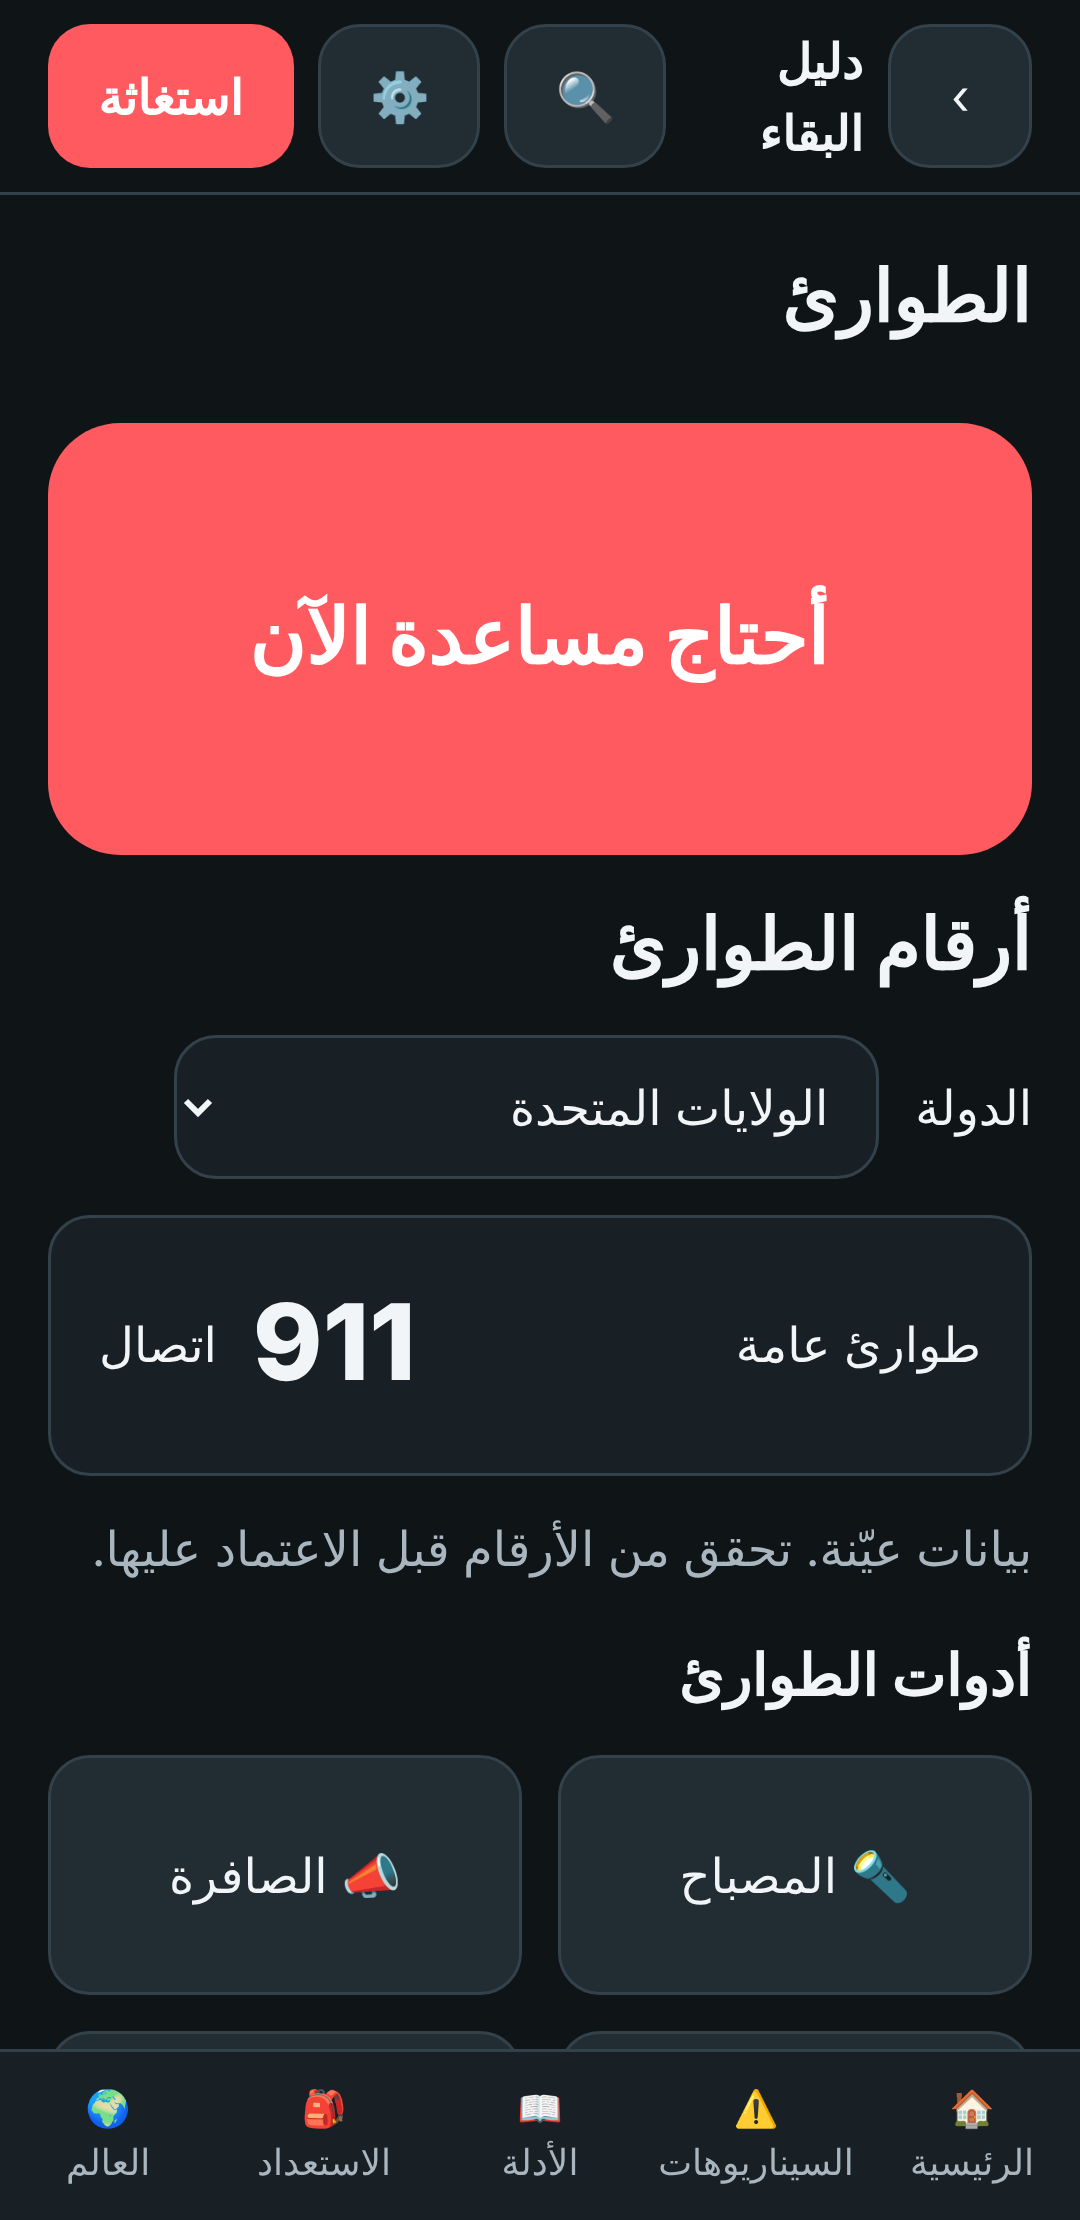 دليل
البقاء
استغاثة
الطوارئ
أحتاج مساعدة الآن
أرقام الطوارئ
الدولة
الولايات المتحدة
طوارئ عامة
911
اتصال
بيانات عيّنة. تحقق من الأرقام قبل الاعتماد عليها.
أدوات الطوارئ
المصباح
الصافرة
الرئيسية
السيناريوهات
الأدلة
الاستعداد
العالم